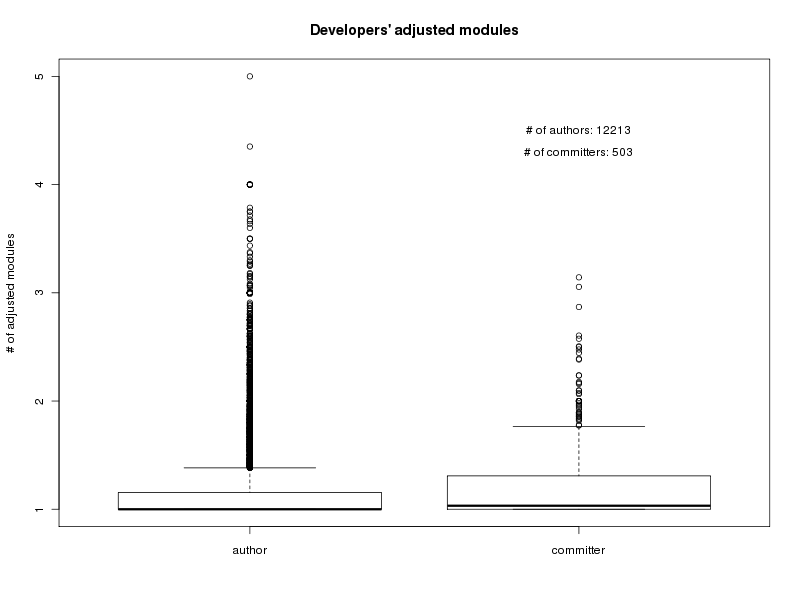 Developers' adjusted modules
# of adjusted modules
5
4
3
2
1
# of authors: 12213
# of committers: 503
author
committer